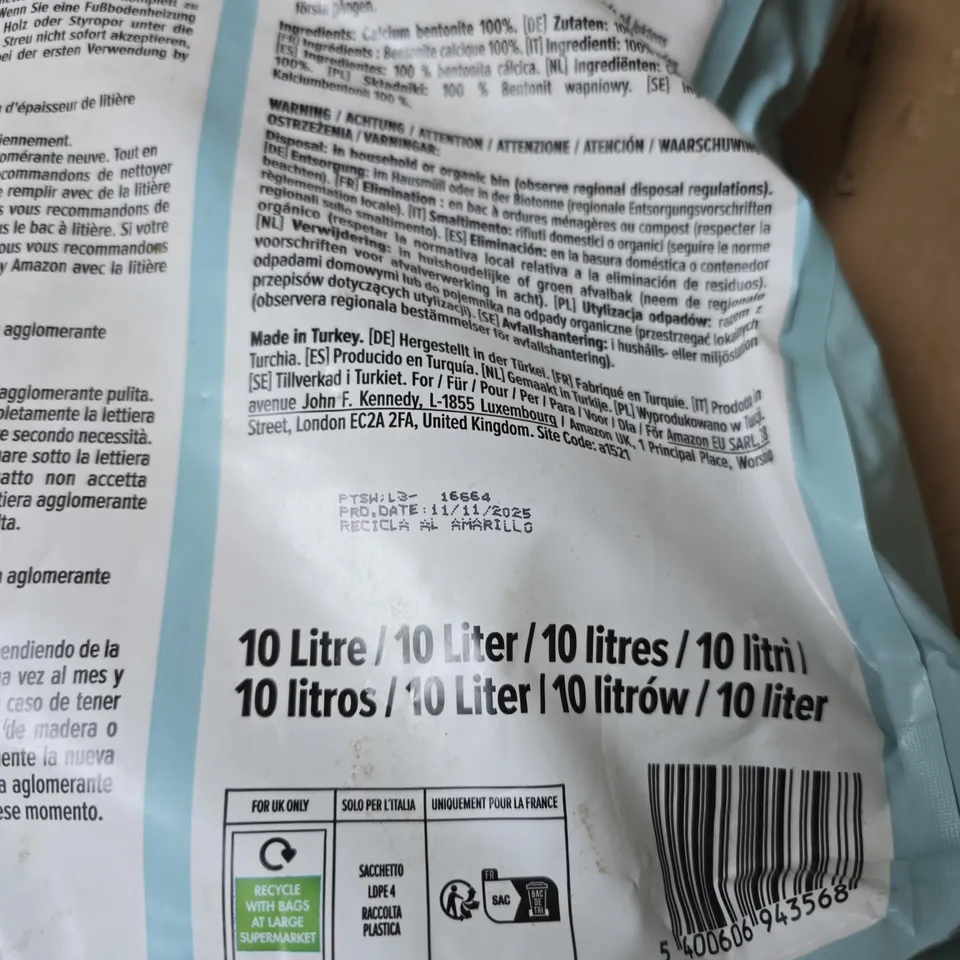 Wenn Sie eine Fußbodenheizung
Holz oder Styropor unter die
Streu nicht sofort akzeptieren,
bei der ersten Verwendung by
d'épaisseur de litière
iennement.
omérante neuve. Tout en
commandons de nettoyer
remplir avec de la litière
s vous recommandons de
us le bac à litière. Si votre
ous vous recommandons
y Amazon avec la litière
agglomerante
agglomerante pulita.
pletamente la lettiera
e secondo necessità.
are sotto la lettiera
atto non accetta
tiera agglomerante
ta.
aglomerante
endiendo de la
a vez al mes y
caso de tener
de madera o
ente la nueva
a aglomerante
ese momento.
första gången.
Ingredients: Calcium bentonite 100%. [DE] Zutaten:
[FR] Ingrédients : Bentonite calcique 100%. [IT] Ingredienti: 100%
[ES] Ingredientes: 100 % bentonita cálcica. [NL] Ingrediënten:
100%. [PL] Składniki: 100 % Bentonit wapniowy. [SE]
Kalciumbentonit 100 %.
WARNING / ACHTUNG / ATTENTION / ATTENZIONE / ATENCIÓN / WAARSCHUWING
OSTRZEŻENIA / VARNINGAR:
Disposal: In household or organic bin (observe regional disposal regulations).
[DE] Entsorgung: im Hausmüll oder in der Biotonne (regionale Entsorgungsvorschriften
beachten). [FR] Elimination : en bac à ordures ménagères ou compost (respecter la
règlementation locale). [IT] Smaltimento: rifiuti domestici o organici (seguire le norme
regionali sullo smaltimento). [ES] Eliminación: en la basura doméstica o contenedor
orgánico (respetar la normativa local relativa a la eliminación de residuos).
[NL] Verwijdering: in huishoudelijke of groen afvalbak (neem de regionale
voorschriften voor afvalverwerking in acht). [PL] Utylizacja odpadów: razem z
odpadami domowymi lub do pojemnika na odpady organiczne (przestrzegać lokalnych
przepisów dotyczących utylizacji). [SE] Avfallshantering: i hushålls- eller miljöstation
(observera regionala bestämmelser för avfallshantering).
Made in Turkey. [DE] Hergestellt in der Türkei. [FR] Fabriqué en Turquie. [IT] Prodotto in
Turchia. [ES] Producido en Turquía. [NL] Gemaakt in Turkije. [PL] Wyprodukowano w Turcji.
[SE] Tillverkad i Turkiet. For / Für / Pour / Per / Para / Voor / Dla / För Amazon EU SARL, 38
avenue John F. Kennedy, L-1855 Luxembourg / Amazon UK, 1 Principal Place, Worship
Street, London EC2A 2FA, United Kingdom. Site Code: a1521
PTSW:L3- 16664
PRD.DATE:11/11/2025
RECICLA AL AMARILLO
10 Litre / 10 Liter / 10 litres / 10 litri |
10 litros / 10 Liter | 10 litrów / 10 liter
FOR UK ONLY
RECYCLE
WITH BAGS
AT LARGE
SUPERMARKET
SOLO PER L'ITALIA
SACCHETTO
LDPE 4
RACCOLTA
PLASTICA
UNIQUEMENT POUR LA FRANCE
FR
SAC
BAC
DE
TRI
5 400606 943568